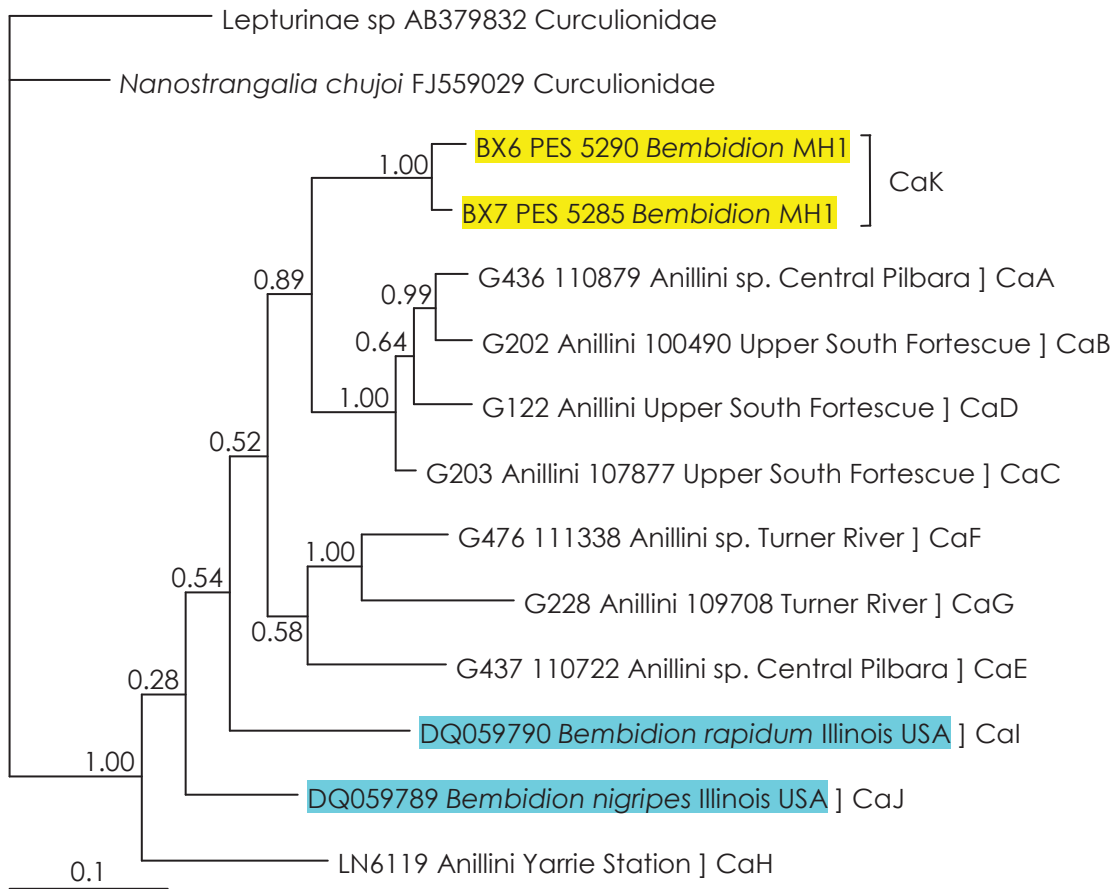 Lepturinae sp AB379832 Curculionidae
Nanostrangalia chujoi FJ559029 Curculionidae
BX6 PES 5290 Bembidion MH1
1.00
CaK
BX7 PES 5285 Bembidion MH1
0.89
G436 110879 Anillini sp. Central Pilbara ] CaA
0.99
G202 Anillini 100490 Upper South Fortescue ] CaB
0.64
1.00
G122 Anillini Upper South Fortescue ] CaD
0.52
G203 Anillini 107877 Upper South Fortescue ] CaC
G476 111338 Anillini sp. Turner River ] CaF
1.00
0.54
G228 Anillini 109708 Turner River ] CaG
0.58
G437 110722 Anillini sp. Central Pilbara ] CaE
0.28
DQ059790 Bembidion rapidum Illinois USA ] CaI
1.00
DQ059789 Bembidion nigripes Illinois USA ] CaJ
LN6119 Anillini Yarrie Station ] CaH
0.1